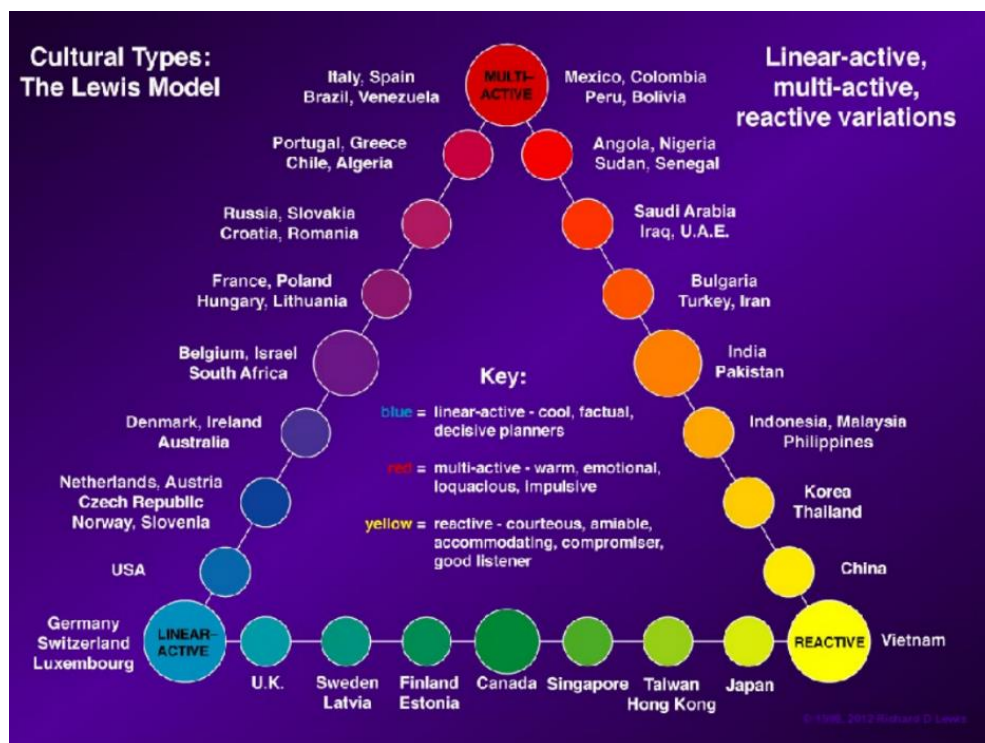 Cultural Types:
The Lewis Model
Linear-active,
multi-active,
reactive variations
MULTI-
ACTIVE
Italy, Spain
Brazil, Venezuela
Mexico, Colombia
Peru, Bolivia
Portugal, Greece
Chile, Algeria
Angola, Nigeria
Sudan, Senegal
Russia, Slovakia
Croatia, Romania
Saudi Arabia
Iraq, U.A.E.
France, Poland
Hungary, Lithuania
Bulgaria
Turkey, Iran
Belgium, Israel
South Africa
India
Pakistan
Key:
blue = linear-active - cool, factual,
decisive planners
red = multi-active - warm, emotional,
loquacious, impulsive
yellow = reactive - courteous, amiable,
accommodating, compromiser,
good listener
Denmark, Ireland
Australia
Indonesia, Malaysia
Philippines
Netherlands, Austria
Czech Republic
Norway, Slovenia
Korea
Thailand
USA
China
Germany
Switzerland
Luxembourg
LINEAR-
ACTIVE
REACTIVE
Vietnam
U.K.
Sweden
Latvia
Finland
Estonia
Canada
Singapore
Taiwan
Hong Kong
Japan
© 1996, 2012 Richard D Lewis